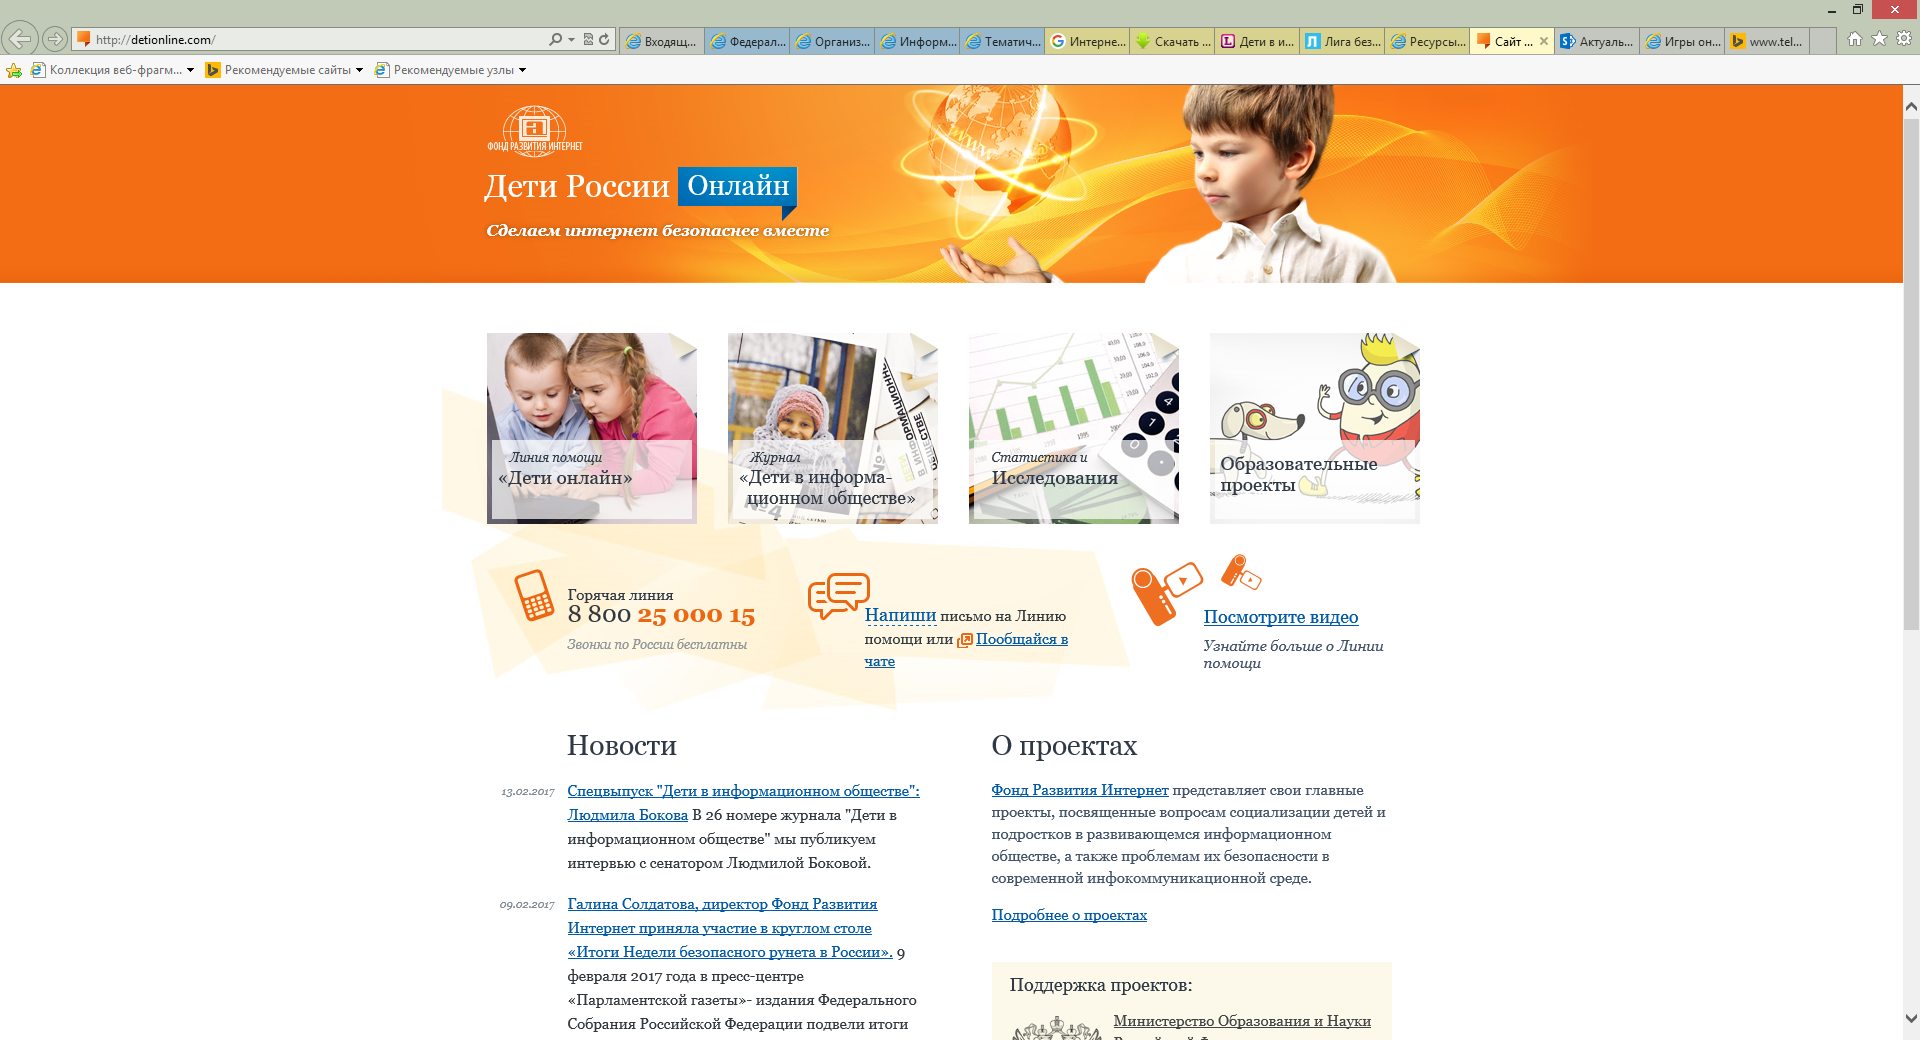 http://detionline.com/
Входящ...
Федерал...
Организ...
Информ...
Тематич...
Интерне...
Скачать ...
Дети в и...
Лига без...
Ресурсы...
Сайт ...
Актуаль...
Игры он...
www.tel...
Коллекция веб-фрагм...
Рекомендуемые сайты
Рекомендуемые узлы
ФОНД РАЗВИТИЯ ИНТЕРНЕТ
Дети России Онлайн
Сделаем интернет безопаснее вместе
www
@
Линия помощи
«Дети онлайн»
Журнал
«Дети в информа-
ционном обществе»
№4
Статистика и
Исследования
Образовательные
проекты
Горячая линия
8 800 25 000 15
Звонки по России бесплатны
Напиши письмо на Линию
помощи или Пообщайся в
чате
Посмотрите видео
Узнайте больше о Линии
помощи
Новости
13.02.2017
Спецвыпуск "Дети в информационном обществе":
Людмила Бокова В 26 номере журнала "Дети в
информационном обществе" мы публикуем
интервью с сенатором Людмилой Боковой.
09.02.2017
Галина Солдатова, директор Фонд Развития
Интернет приняла участие в круглом столе
«Итоги Недели безопасного рунета в России». 9
февраля 2017 года в пресс-центре
«Парламентской газеты»- издания Федерального
Собрания Российской Федерации подвели итоги
О проектах
Фонд Развития Интернет представляет свои главные
проекты, посвященные вопросам социализации детей и
подростков в развивающемся информационном
обществе, а также проблемам их безопасности в
современной инфокоммуникационной среде.
Подробнее о проектах
Поддержка проектов:
Министерство Образования и Науки